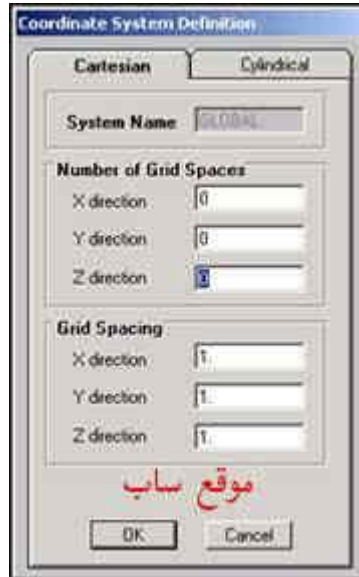 Coordinate System Definition
Cartesian Cylindrical
System Name GLOBAL
Number of Grid Spaces
X direction 0
Y direction 0
Z direction 0
Grid Spacing
X direction 1.
Y direction 1.
Z direction 1.
موقع ساب
OK Cancel